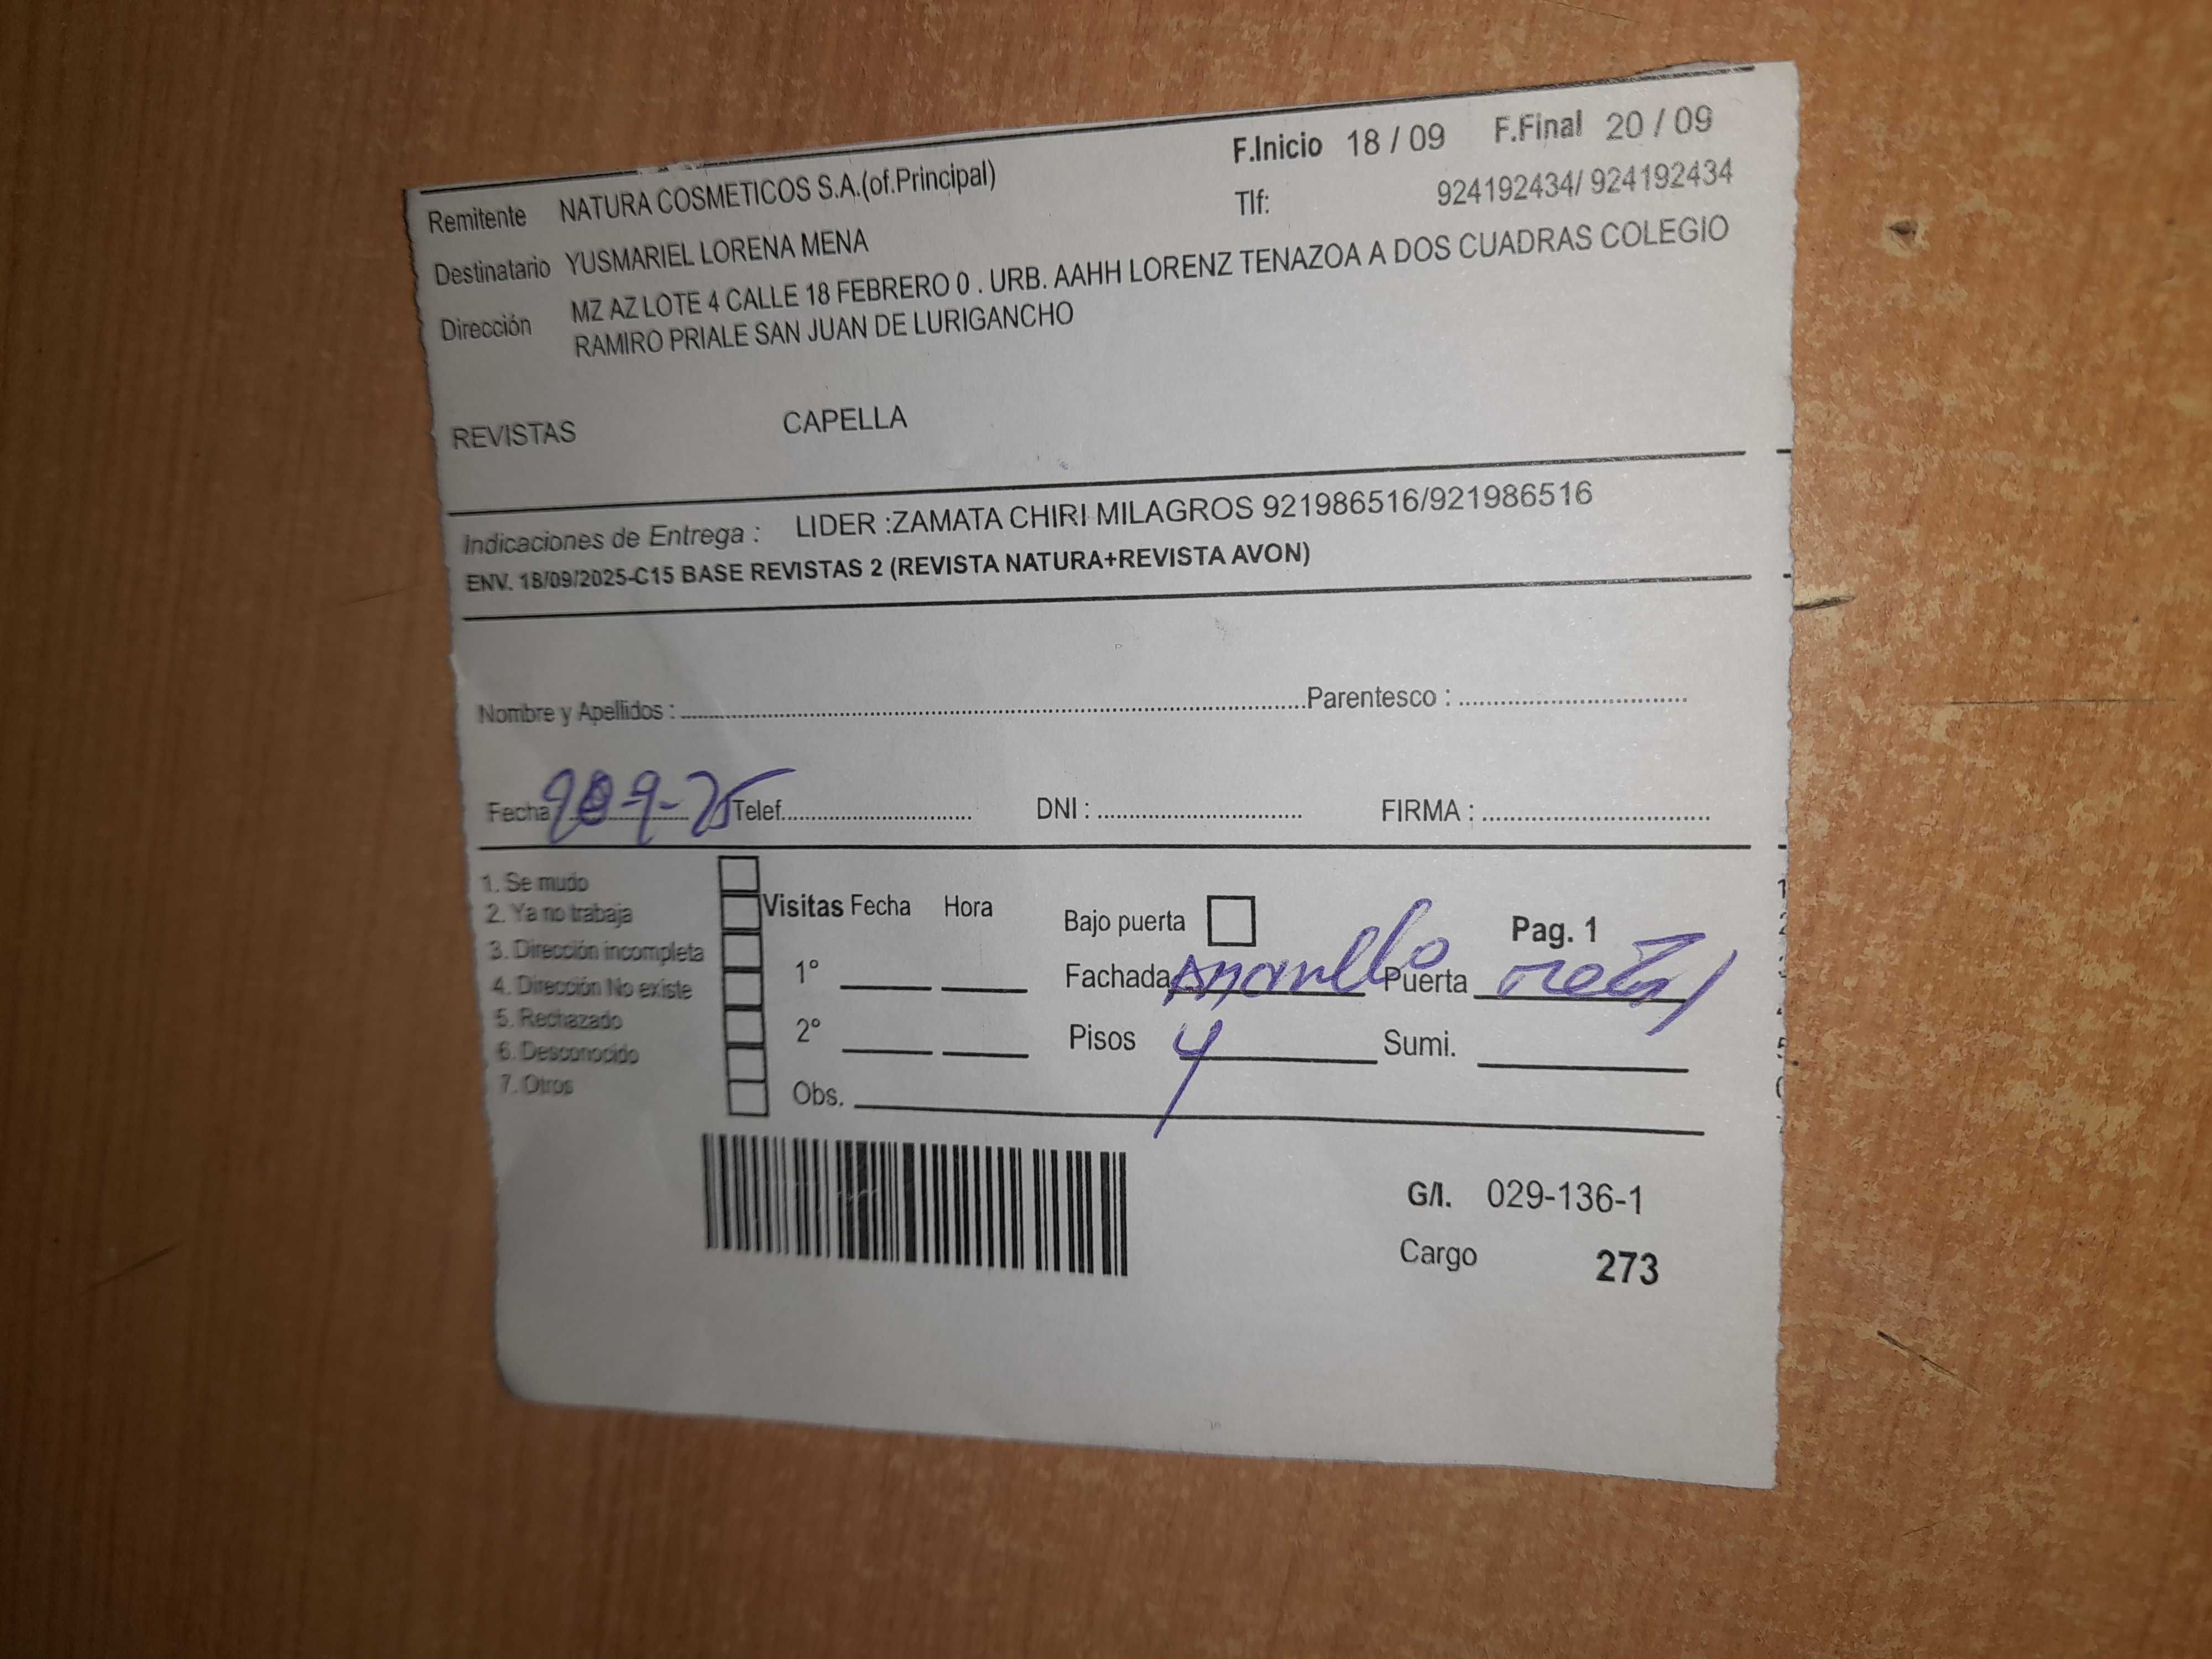 F.Inicio 18 / 09 F.Final 20 / 09
Remitente NATURA COSMETICOS S.A.(of.Principal) Tlf: 924192434/ 924192434
Destinatario YUSMARIEL LORENA MENA
Dirección MZ AZ LOTE 4 CALLE 18 FEBRERO 0 . URB. AAHH LORENZ TENAZOA A DOS CUADRAS COLEGIO
RAMIRO PRIALE SAN JUAN DE LURIGANCHO
REVISTAS CAPELLA
Indicaciones de Entrega : LIDER :ZAMATA CHIRI MILAGROS 921986516/921986516
ENV. 18/09/2025-C15 BASE REVISTAS 2 (REVISTA NATURA+REVISTA AVON)
Nombre y Apellidos : Parentesco :
Fecha 20-9-25 Telef. DNI : FIRMA :
1. Se mudo
2. Ya no trabaja
3. Dirección incompleta
4. Dirección No existe
5. Rechazado
6. Desconocido
7. Otros
Visitas Fecha Hora
1°
2°
Obs.
Bajo puerta Pag. 1
Fachada Amarillo Puerta metal
Pisos 4 Sumi.
G/I. 029-136-1
Cargo 273